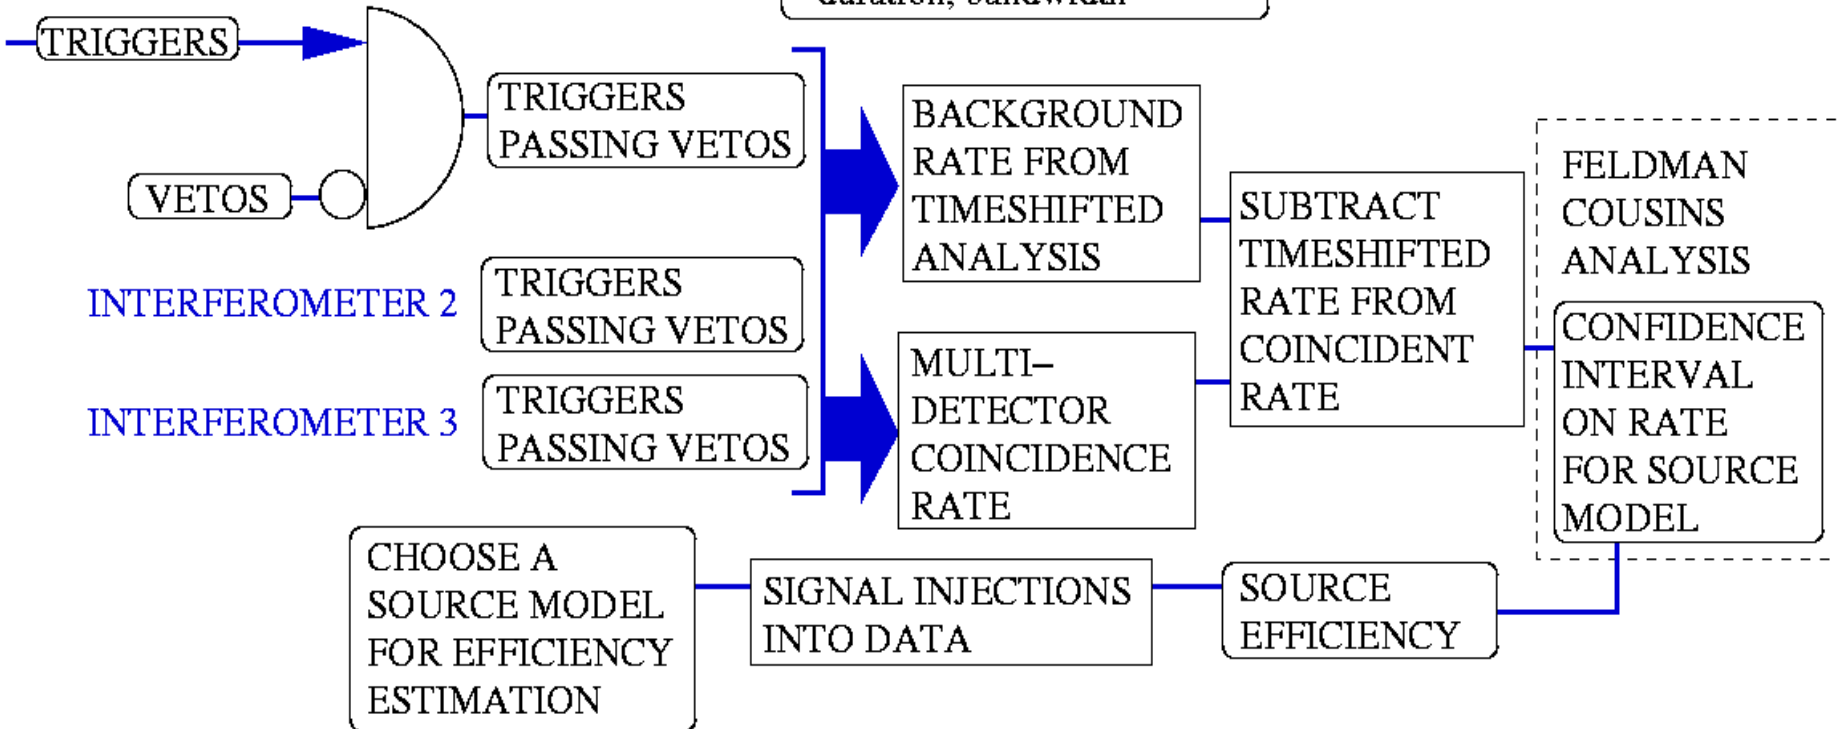 duration, bandwidth
TRIGGERS
TRIGGERS
PASSING VETOS
VETOS
INTERFEROMETER 2
TRIGGERS
PASSING VETOS
INTERFEROMETER 3
TRIGGERS
PASSING VETOS
BACKGROUND
RATE FROM
TIMESHIFTED
ANALYSIS
MULTI–
DETECTOR
COINCIDENCE
RATE
SUBTRACT
TIMESHIFTED
RATE FROM
COINCIDENT
RATE
FELDMAN
COUSINS
ANALYSIS
CONFIDENCE
INTERVAL
ON RATE
FOR SOURCE
MODEL
CHOOSE A
SOURCE MODEL
FOR EFFICIENCY
ESTIMATION
SIGNAL INJECTIONS
INTO DATA
SOURCE
EFFICIENCY